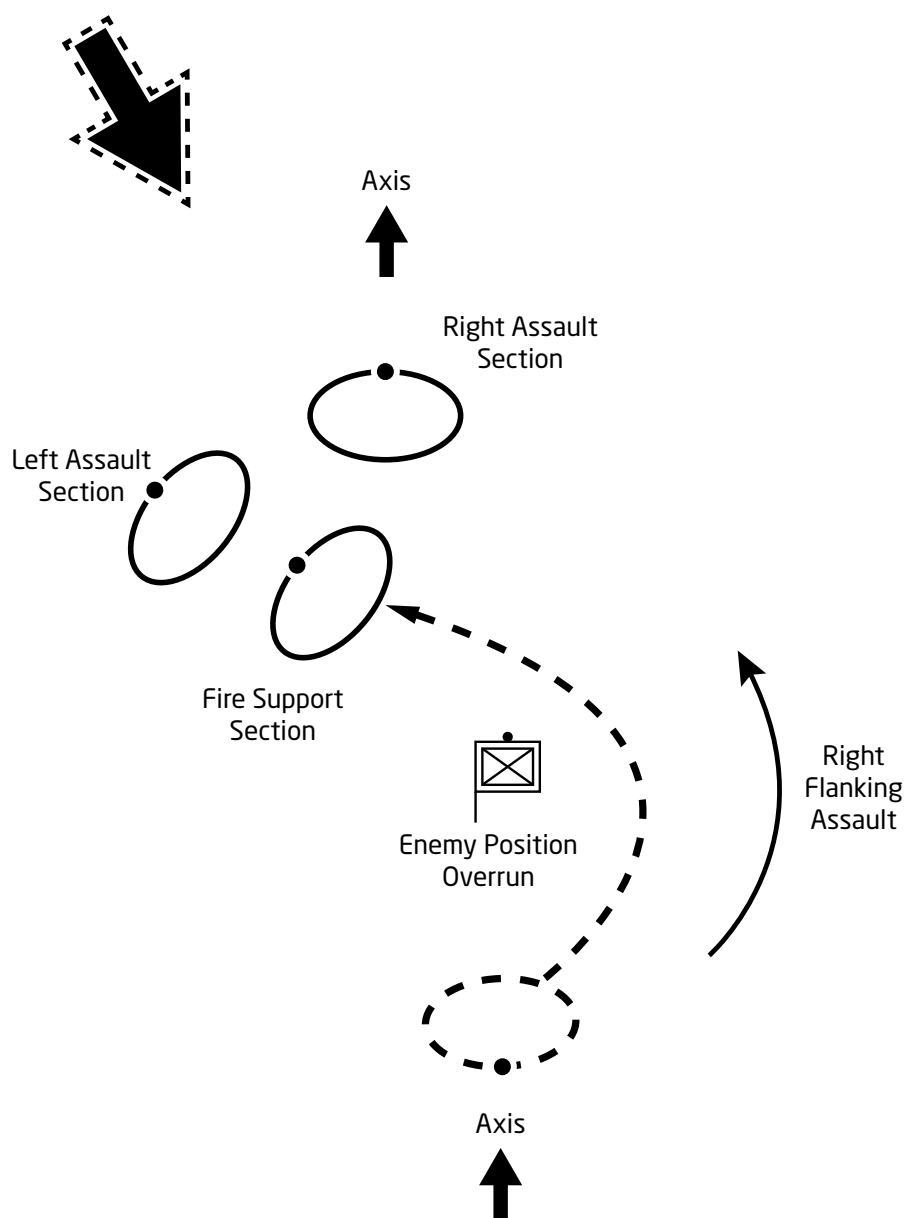 Axis
Right Assault
Section
Left Assault
Section
Fire Support
Section
Right
Flanking
Assault
Enemy Position
Overrun
Axis